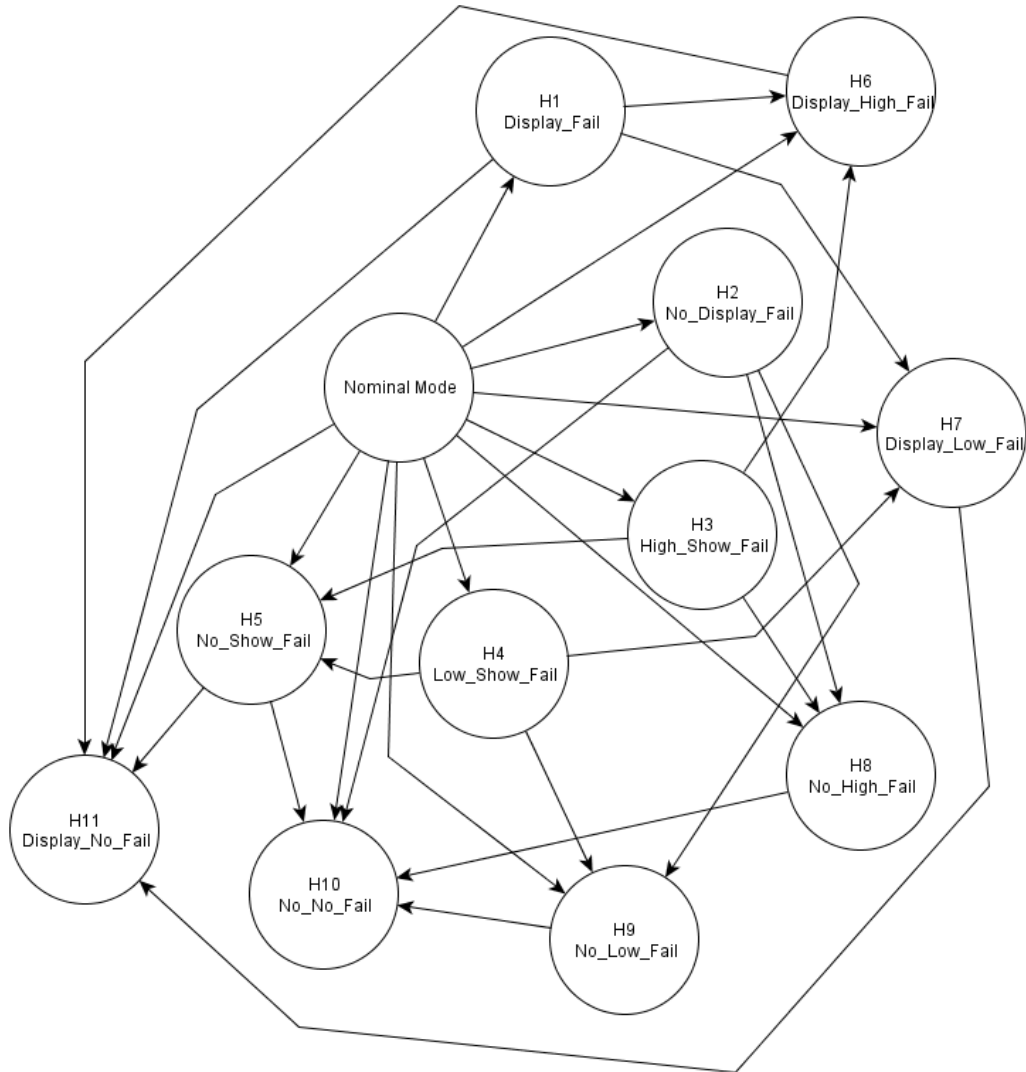 H6
Display_High_Fail
H1
Display_Fail
H2
No_Display_Fail
Nominal Mode
H7
Display_Low_Fail
H3
High_Show_Fail
H5
No_Show_Fail
H4
Low_Show_Fail
H8
No_High_Fail
H11
Display_No_Fail
H10
No_No_Fail
H9
No_Low_Fail